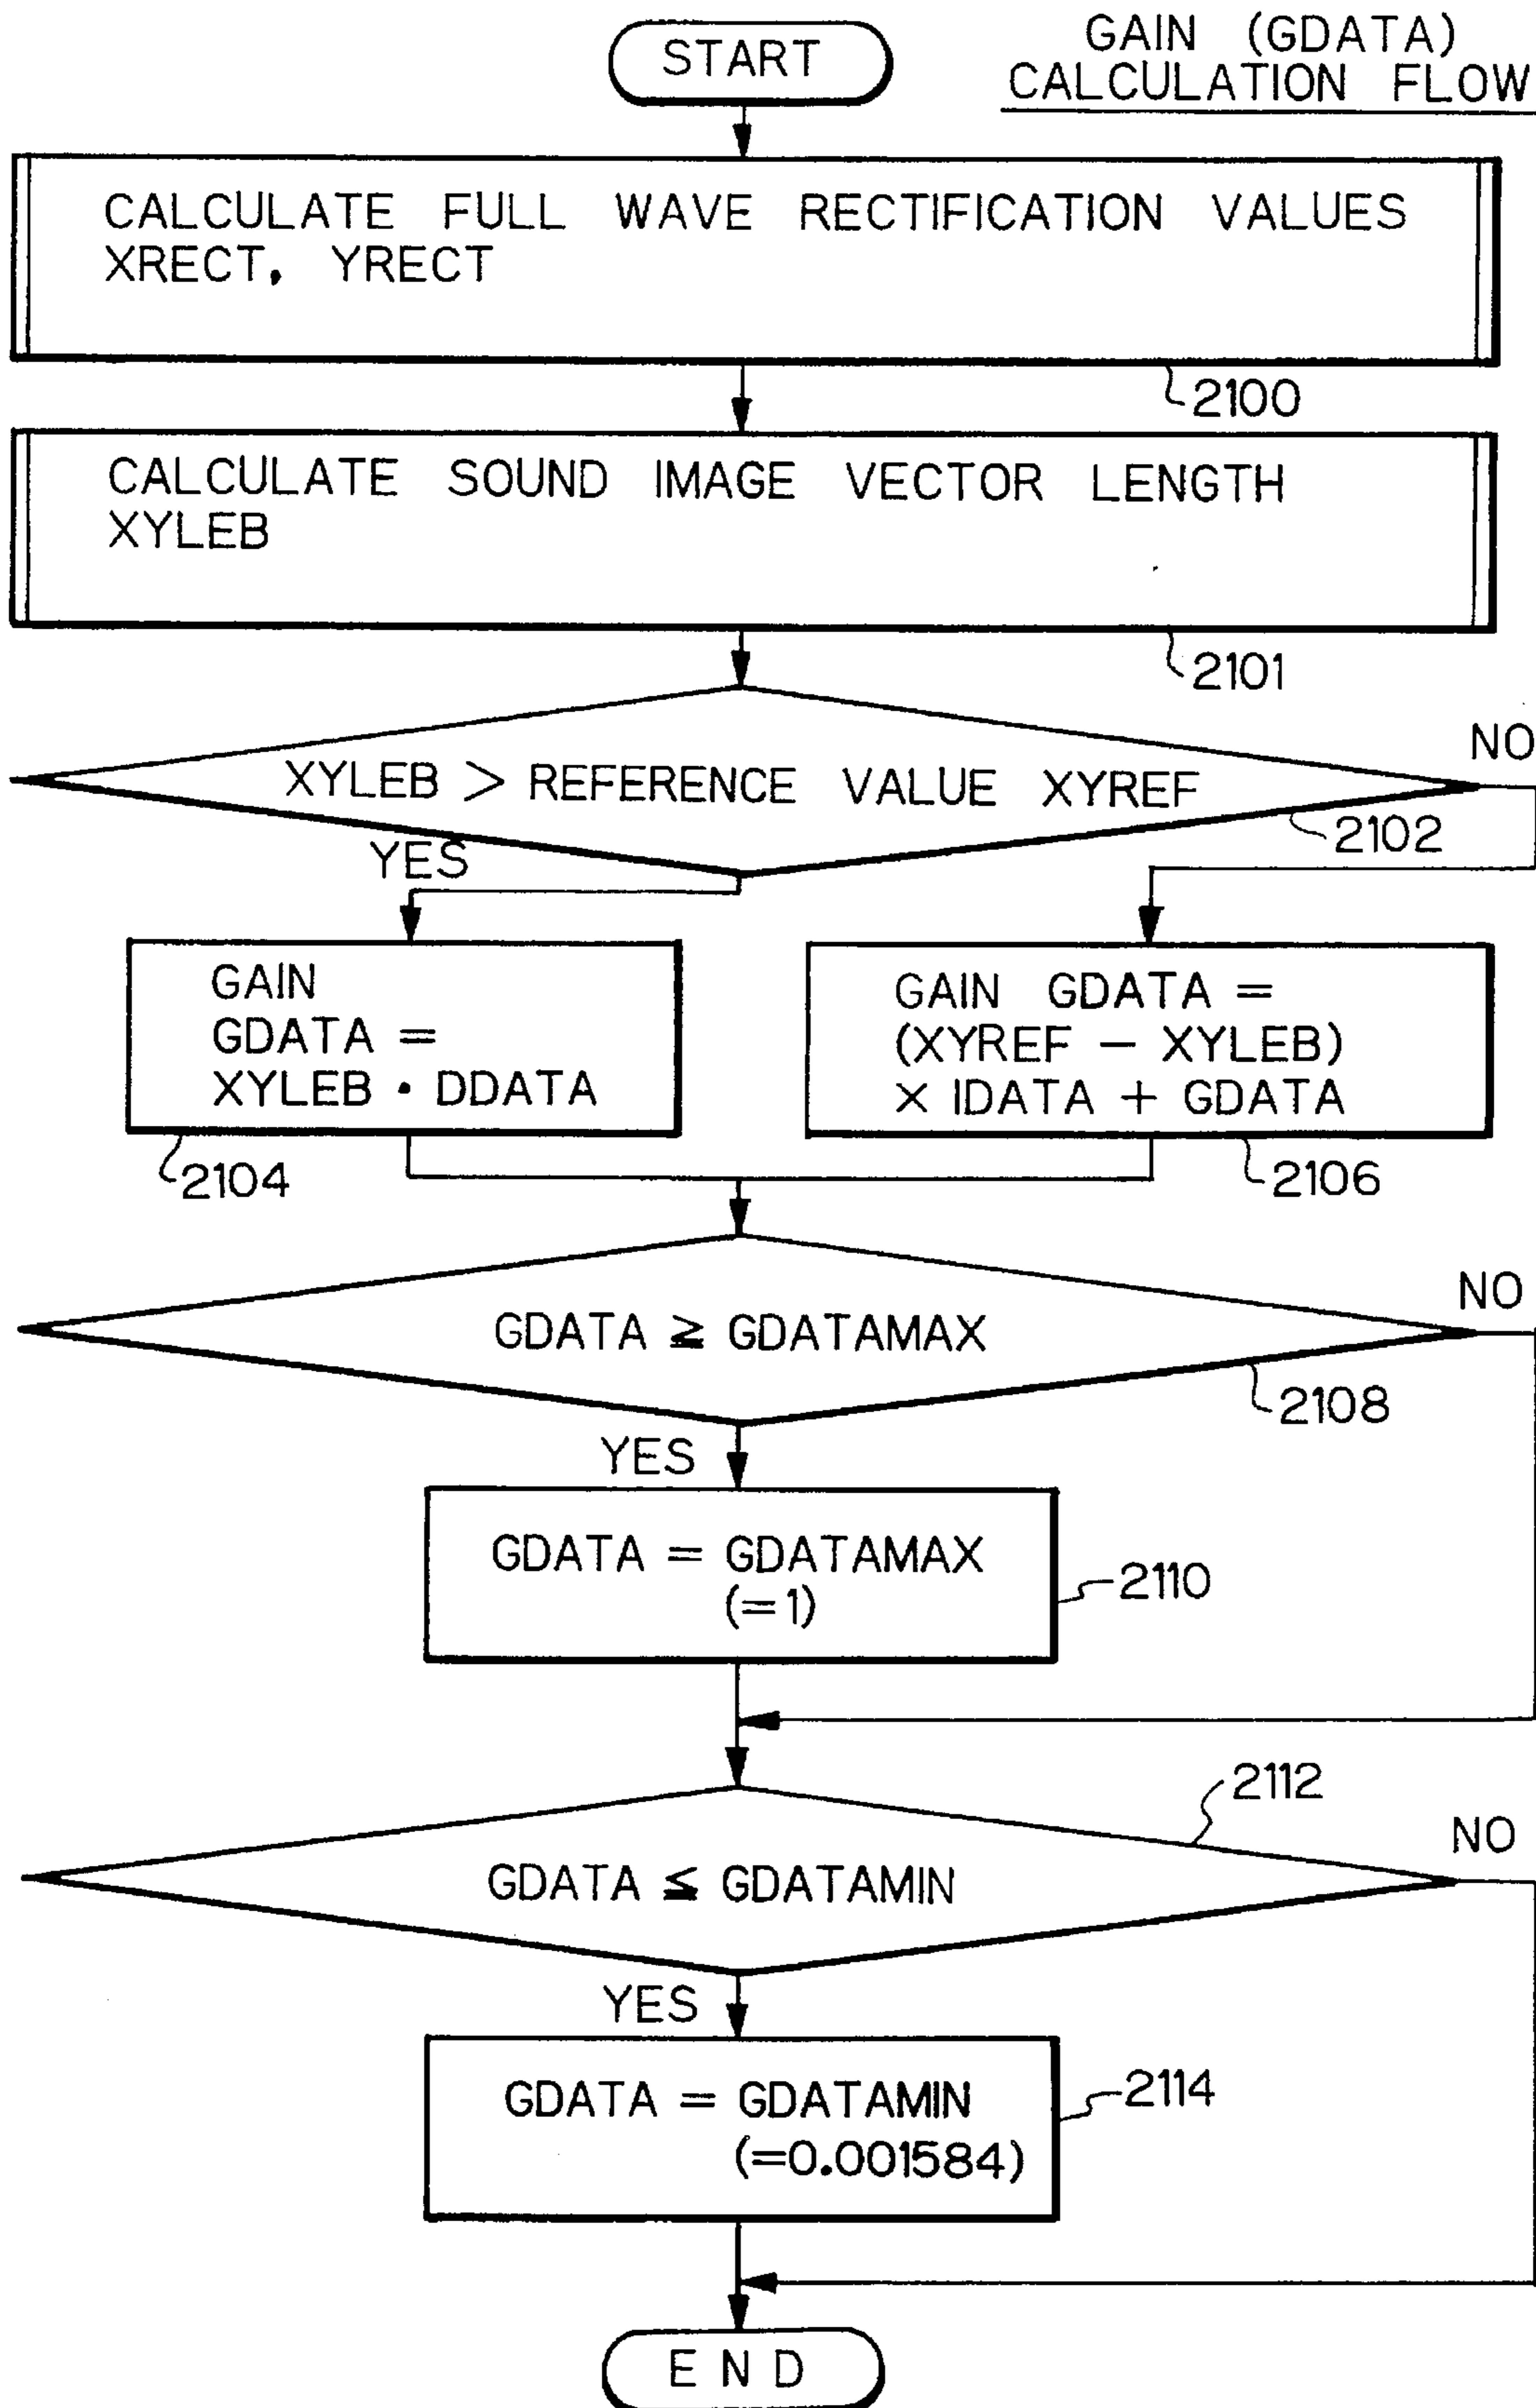 START
GAIN (GDATA)
CALCULATION FLOW
CALCULATE FULL WAVE RECTIFICATION VALUES
XRECT, YRECT
2100
CALCULATE SOUND IMAGE VECTOR LENGTH
XYLEB
2101
NO
XYLEB > REFERENCE VALUE XYREF
2102
YES
GAIN
GDATA =
XYLEB • DDATA
2104
GAIN GDATA =
(XYREF − XYLEB)
× IDATA + GDATA
2106
NO
GDATA ≧ GDATAMAX
2108
YES
GDATA = GDATAMAX
(=1)
2110
2112
NO
GDATA ≦ GDATAMIN
YES
GDATA = GDATAMIN
(=0.001584)
2114
END